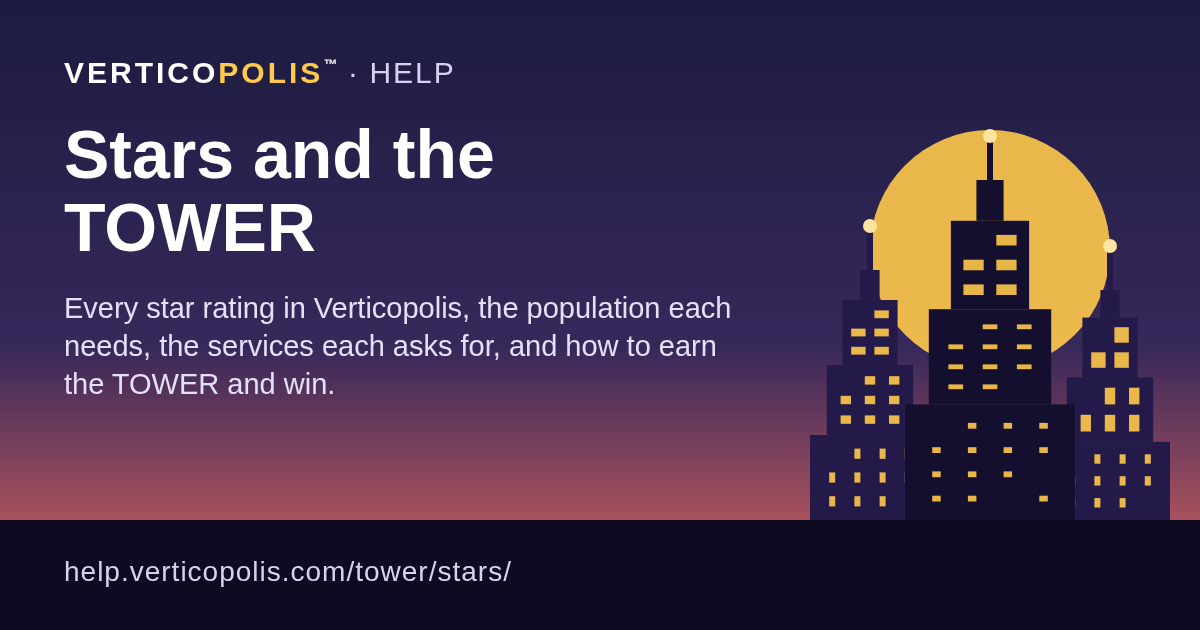 VERTICOPOLIS™ · HELP
Stars and the
TOWER
Every star rating in Verticopolis, the population each
needs, the services each asks for, and how to earn
the TOWER and win.
help.verticopolis.com/tower/stars/